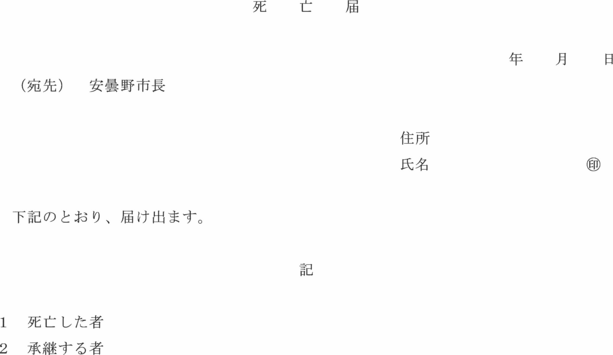 死　亡　届
年　月　日
（宛先）　安曇野市長
住所
氏名　㊞
下記のとおり、届け出ます。
記
1　死亡した者
2　承継する者